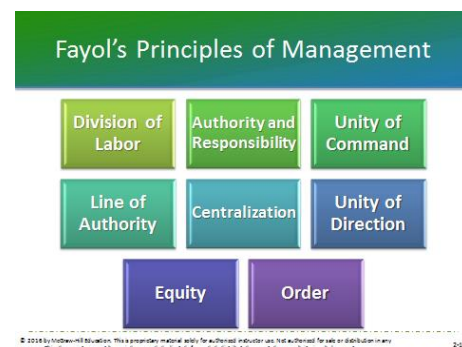 Fayol's Principles of Management
Division of
Labor
Authority and
Responsibility
Unity of
Command
Line of
Authority
Centralization
Unity of
Direction
Equity
Order
© 2016 by McGraw-Hill Education. This is proprietary material solely for authorized instructor use. Not authorized for sale or distribution in any